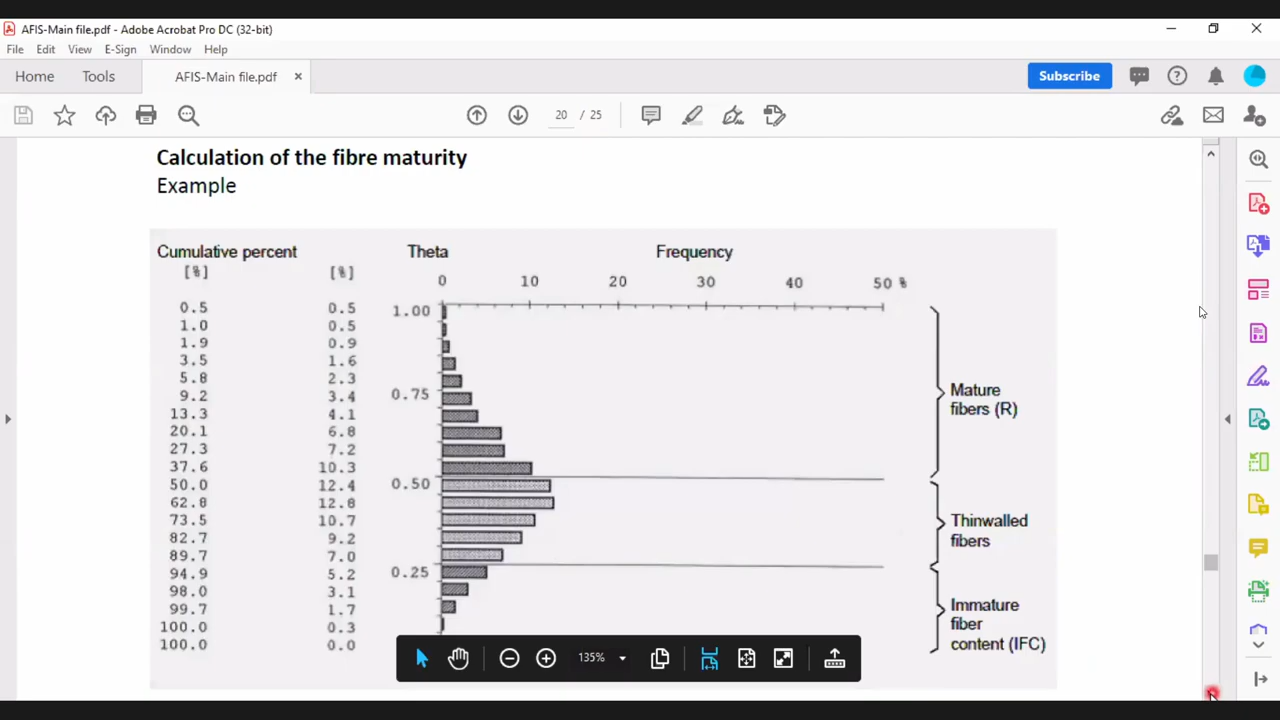 AFIS-Main file.pdf - Adobe Acrobat Pro DC (32-bit)
File Edit View E-Sign Window Help
Home Tools AFIS-Main file.pdf × Subscribe
20 / 25
Calculation of the fibre maturity
Example
Cumulative percent Theta Frequency
[%] [%] 0 10 20 30 40 50 %
0.5 0.5 1.00
1.0 0.5
1.9 0.9
3.5 1.6
5.8 2.3
9.2 3.4 0.75 Mature
13.3 4.1 fibers (R)
20.1 6.8
27.3 7.2
37.6 10.3
50.0 12.4 0.50
62.8 12.8
73.5 10.7 Thinwalled
82.7 9.2 fibers
89.7 7.0
94.9 5.2 0.25
98.0 3.1
99.7 1.7 Immature
100.0 0.3 fiber
100.0 0.0 content (IFC)
135%